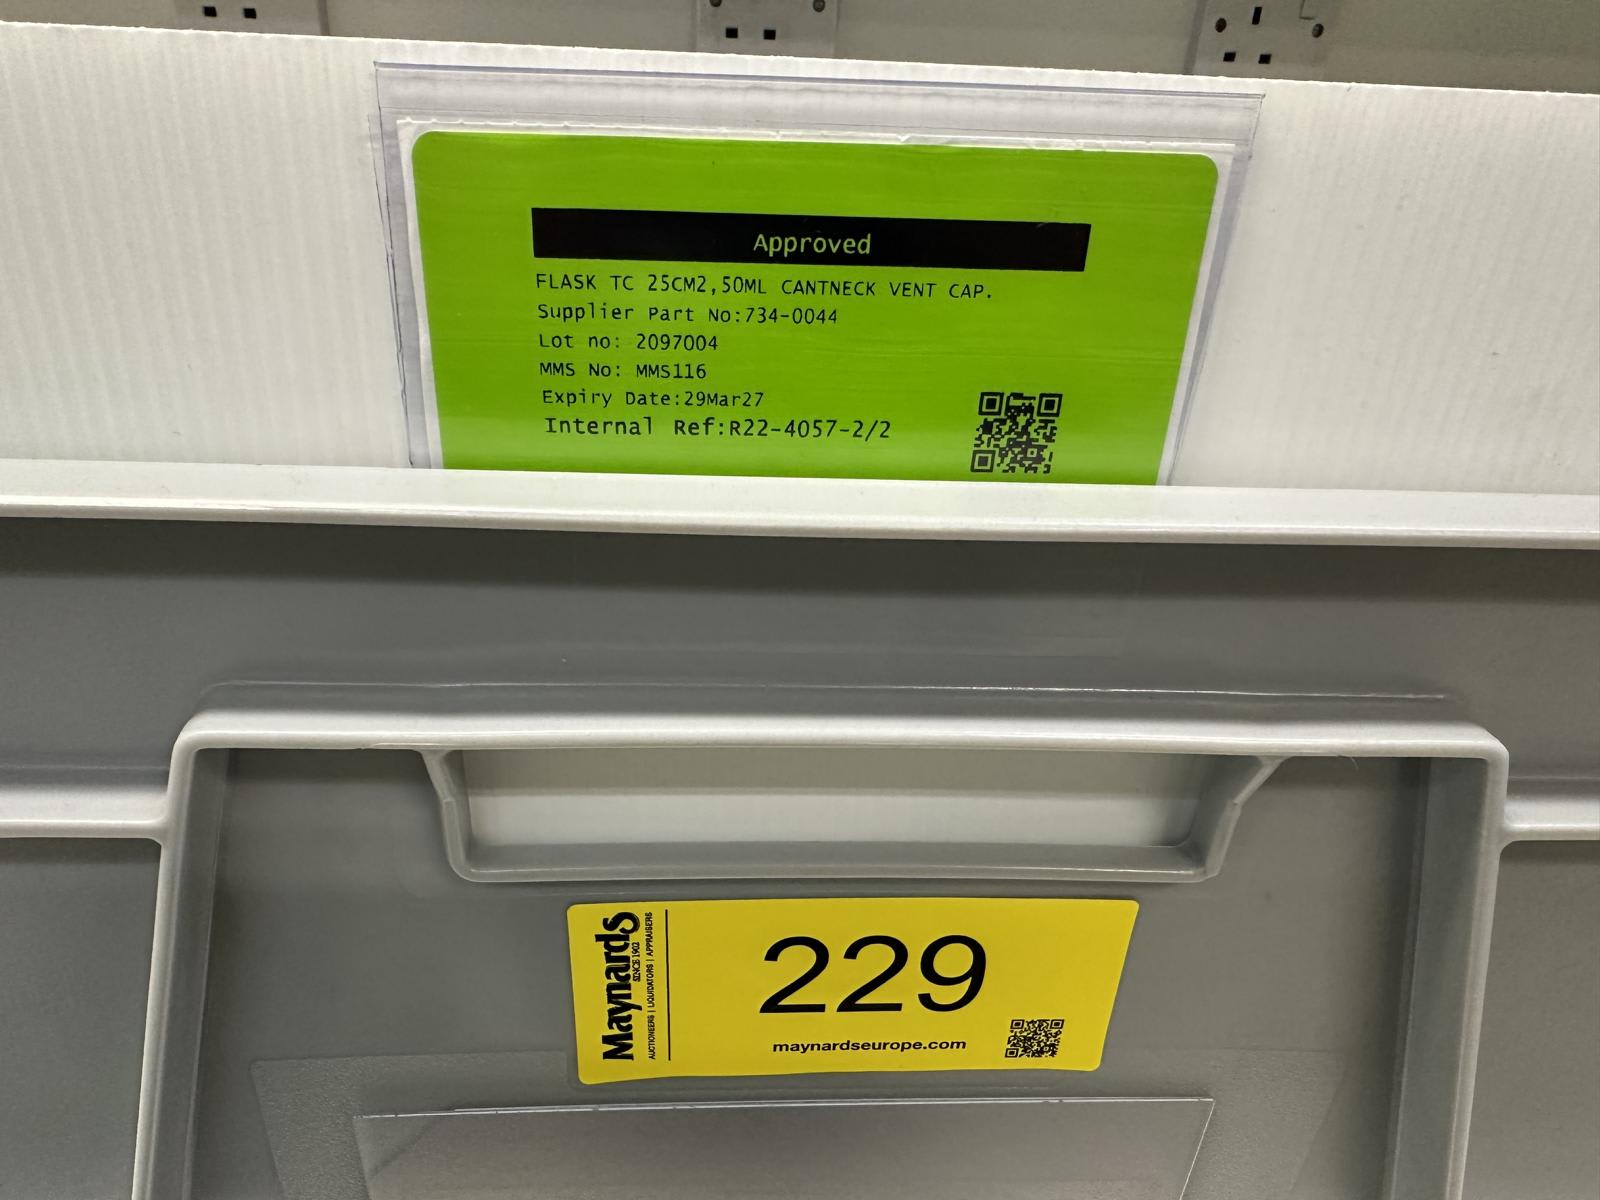 Approved
FLASK TC 25CM2,50ML CANTNECK VENT CAP.
Supplier Part No:734-0044
Lot no: 2097004
MMS No: MMS116
Expiry Date:29Mar27
Internal Ref:R22-4057-2/2
Maynards
SINCE 1902
AUCTIONEERS | LIQUIDATORS | APPRAISERS
229
maynardseurope.com